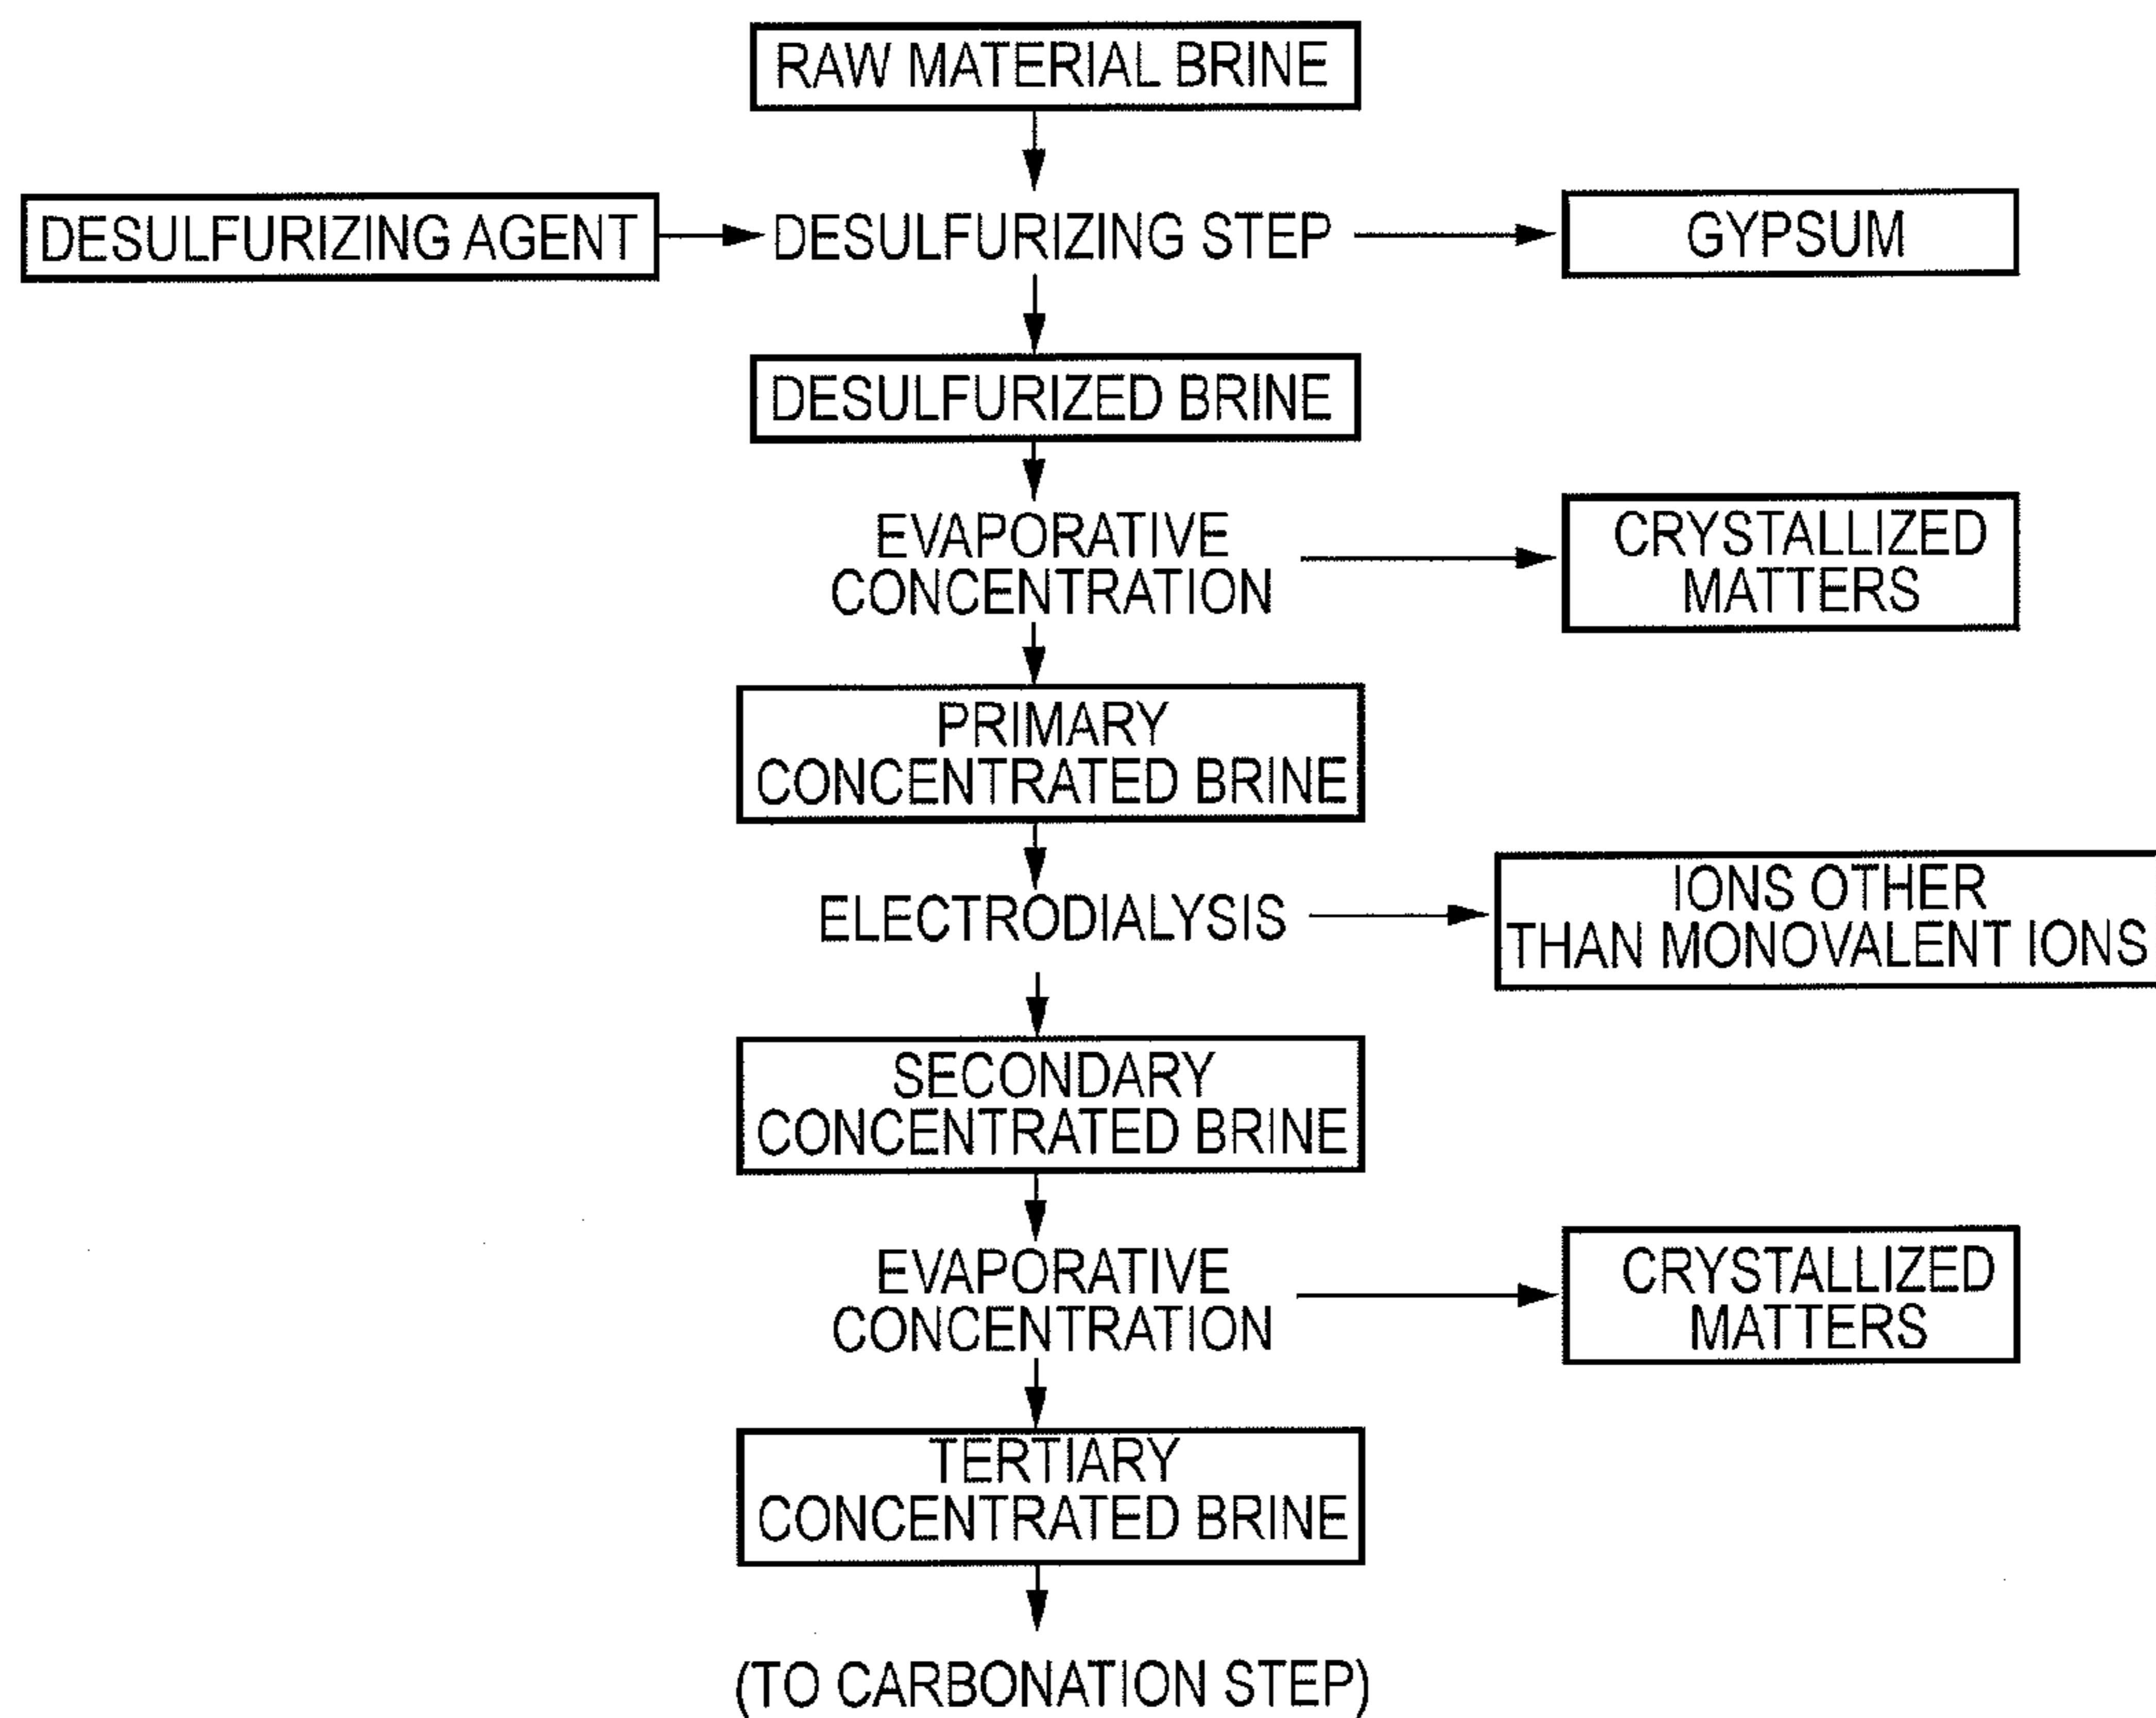 RAW MATERIAL BRINE
DESULFURIZING AGENT
DESULFURIZING STEP
GYPSUM
DESULFURIZED BRINE
EVAPORATIVE
CONCENTRATION
CRYSTALLIZED
MATTERS
PRIMARY
CONCENTRATED BRINE
ELECTRODIALYSIS
IONS OTHER
THAN MONOVALENT IONS
SECONDARY
CONCENTRATED BRINE
EVAPORATIVE
CONCENTRATION
CRYSTALLIZED
MATTERS
TERTIARY
CONCENTRATED BRINE
(TO CARBONATION STEP)